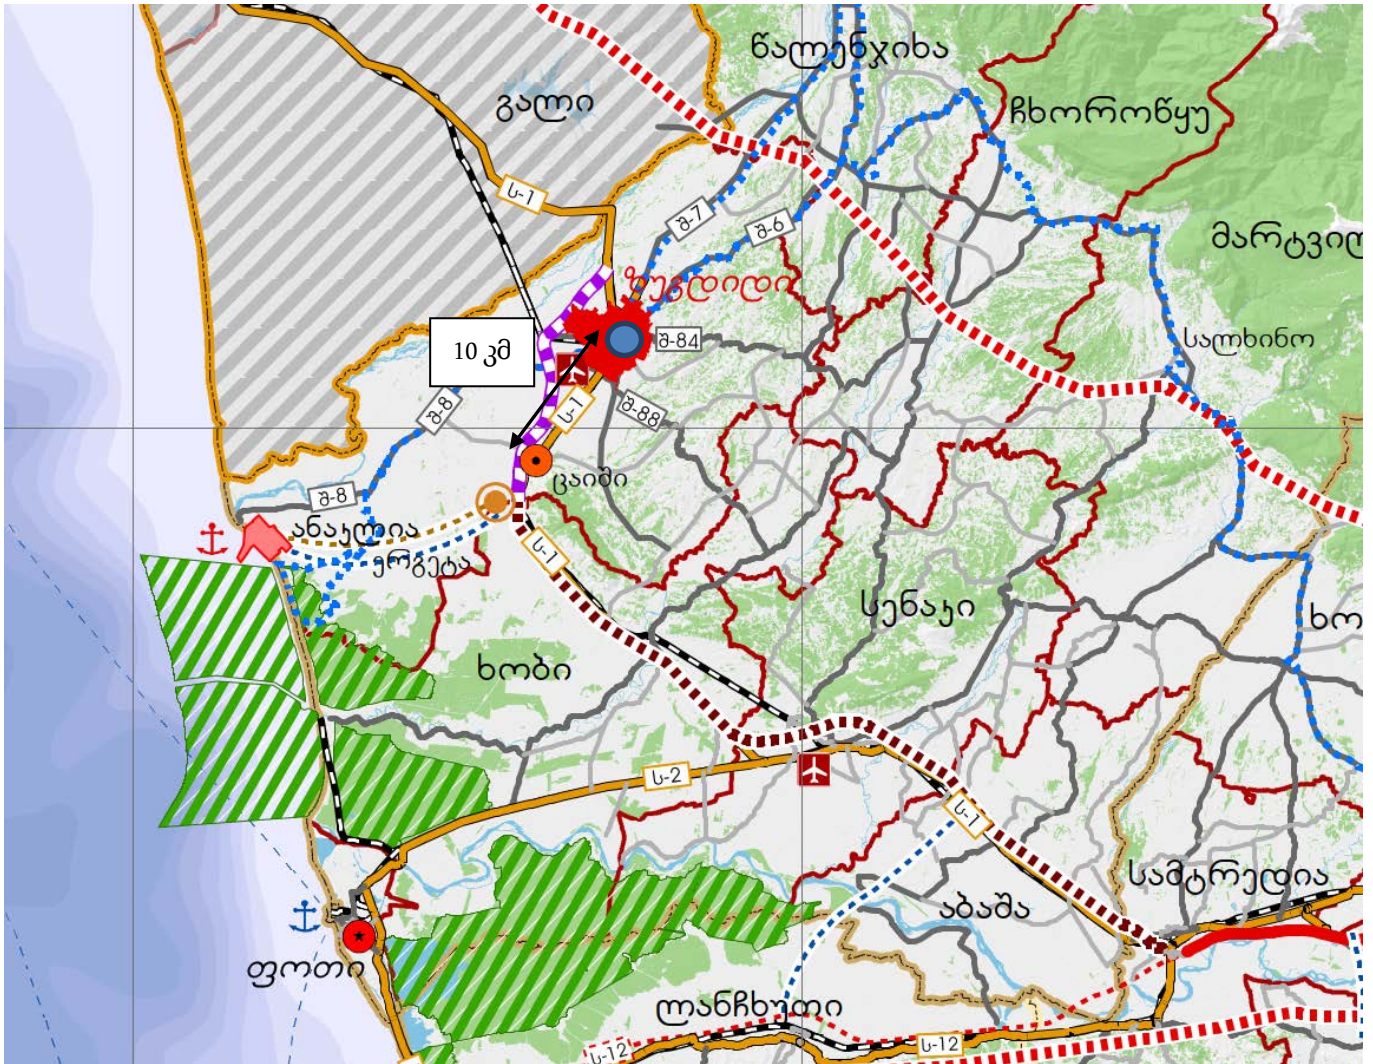 წალენჯიხა
გალი
ჩხოროწყუ
ს-1
შ-7
შ-6
მარტვილ
ზუგდიდი
შ-84
სალხინო
10 კმ
შ-8
ს-1
შ-88
ცაიში
შ-8
ანაკლია
ერგეტა
ს-1
სენაკი
ხო
ხობი
ს-2
ს-1
სამტრედია
აბაშა
ფოთი
ლანჩხუთი
ს-12
ს-12